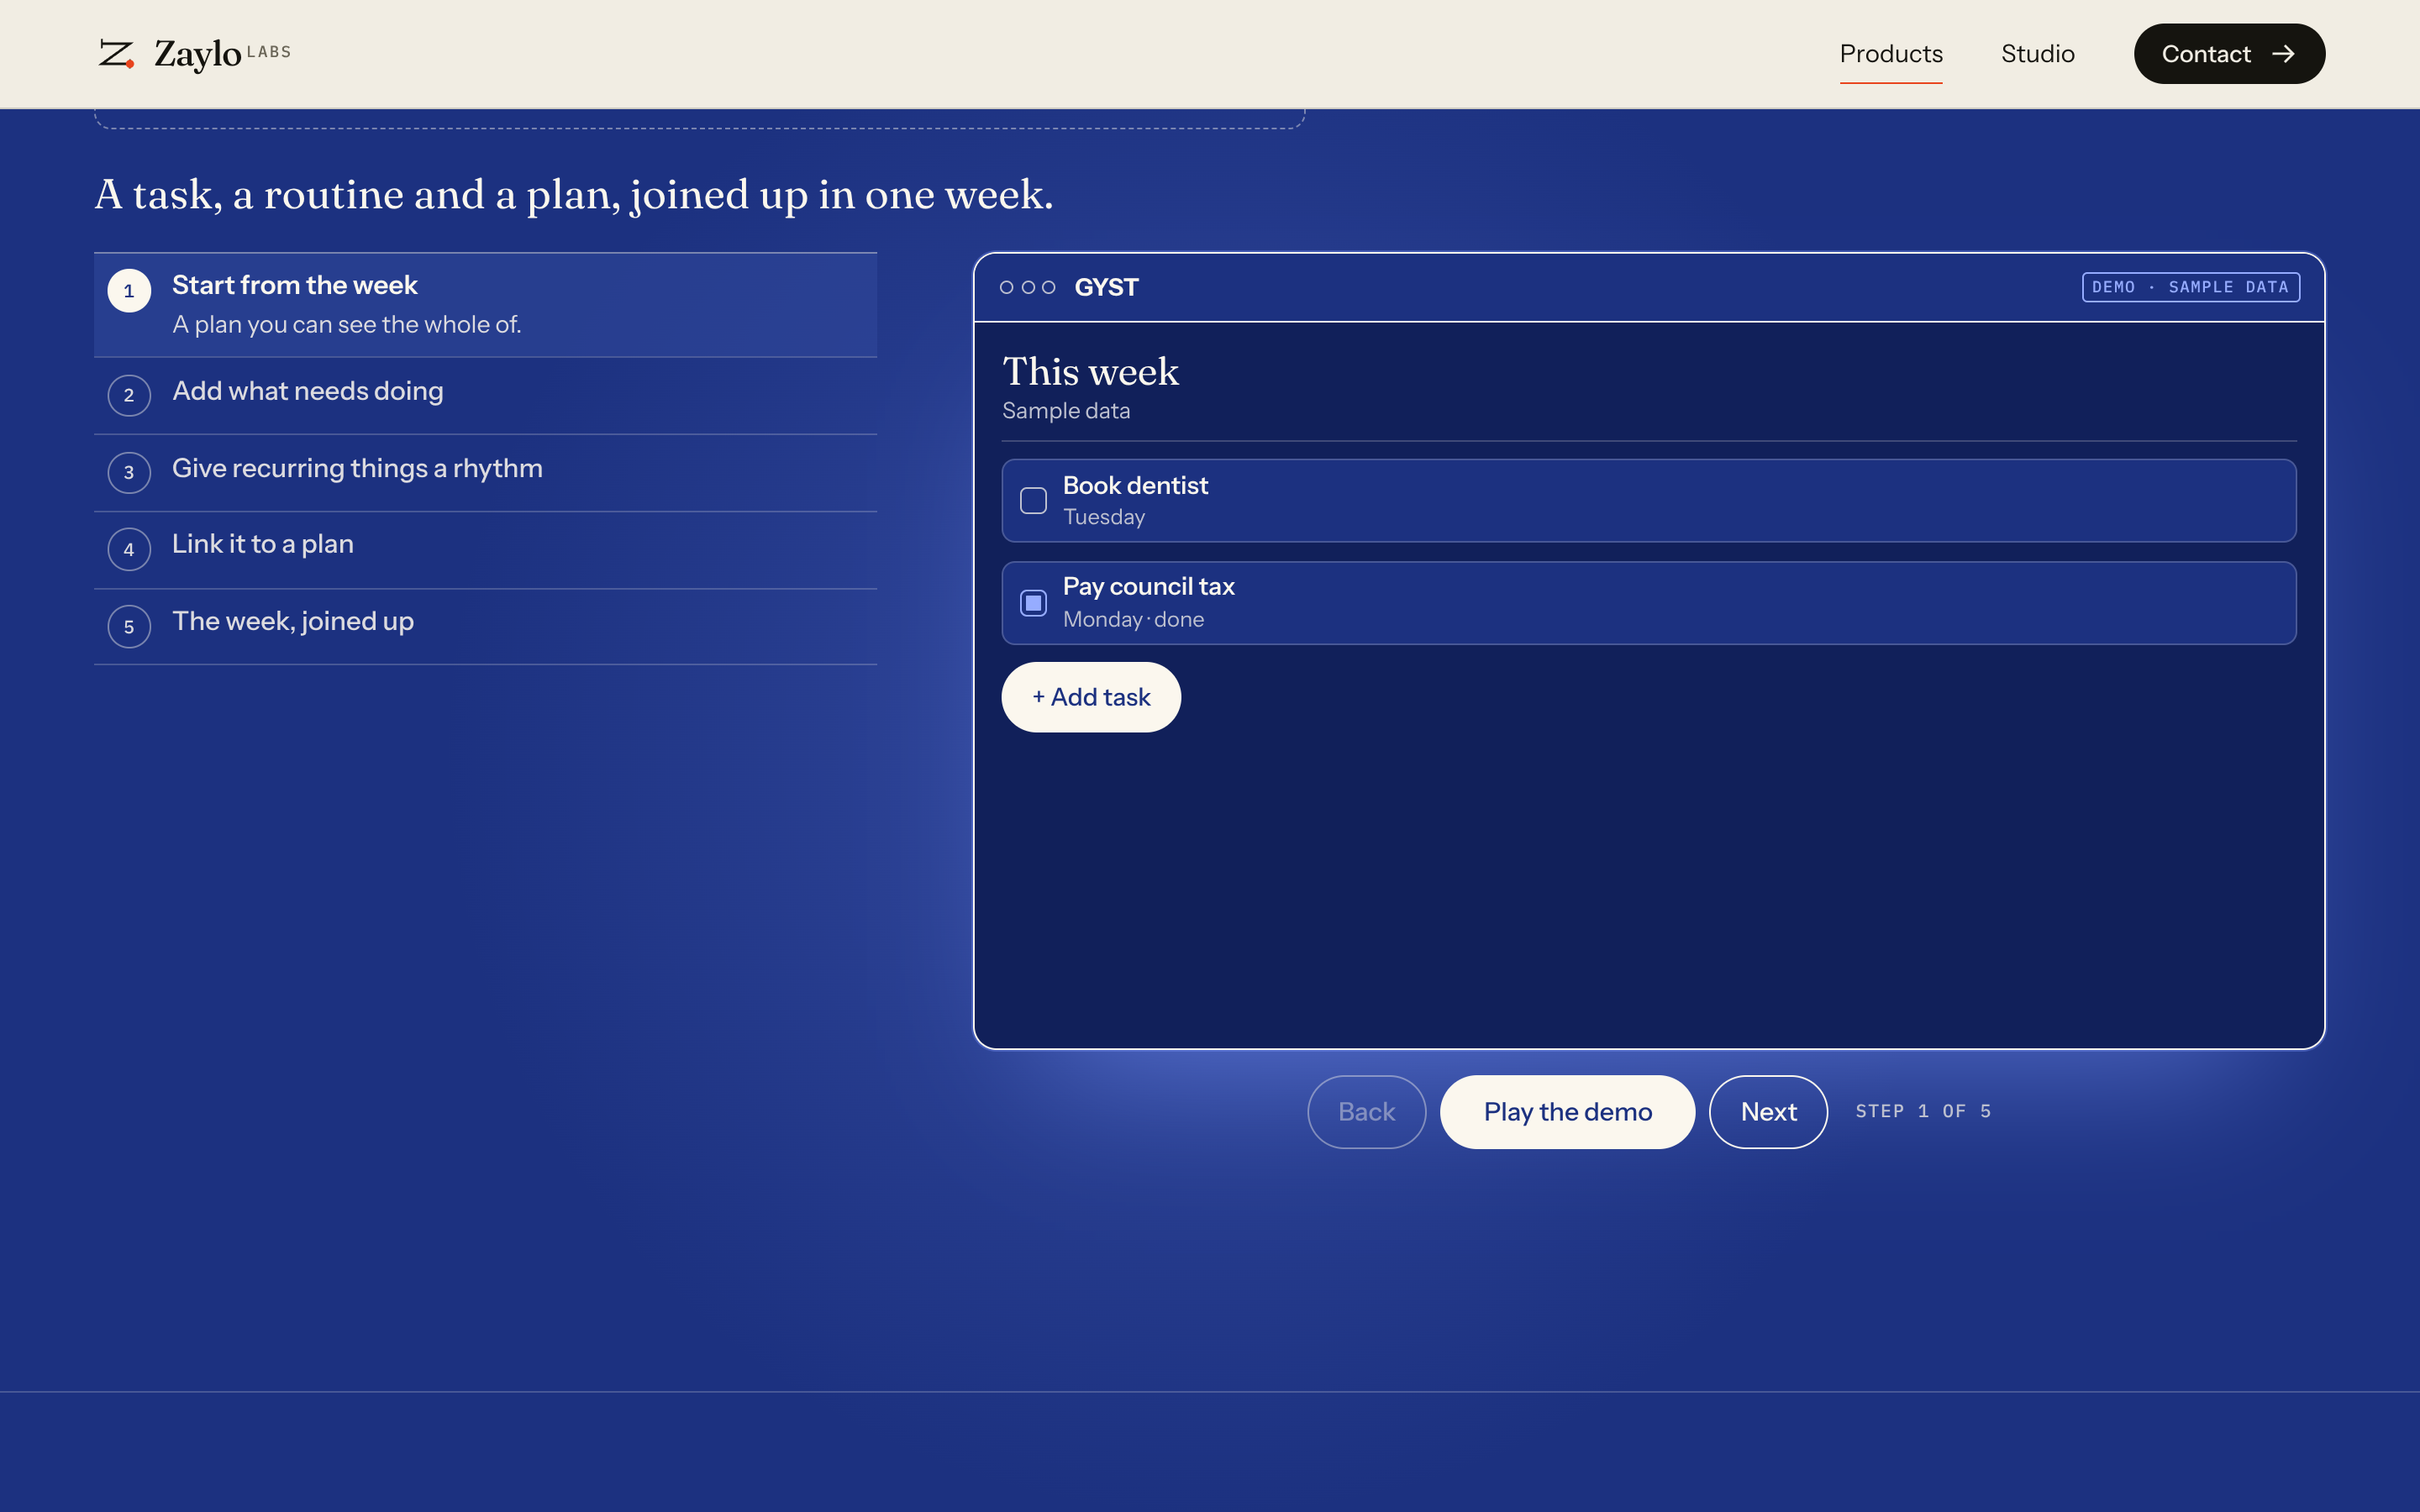 Zaylo LABS
Products
Studio
Contact →
A task, a routine and a plan, joined up in one week.
1 Start from the week
A plan you can see the whole of.
2 Add what needs doing
3 Give recurring things a rhythm
4 Link it to a plan
5 The week, joined up
GYST
DEMO · SAMPLE DATA
This week
Sample data
Book dentist
Tuesday
Pay council tax
Monday · done
+ Add task
Back
Play the demo
Next
STEP 1 OF 5